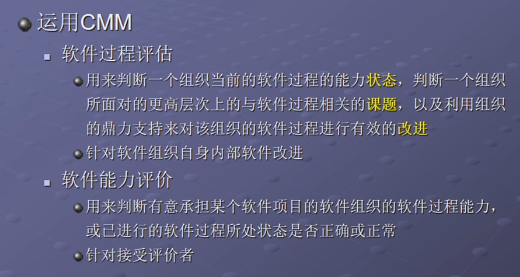 运用CMM
软件过程评估
用来判断一个组织当前的软件过程的能力状态，判断一个组织
所面对的更高层次上的与软件过程相关的课题，以及利用组织
的鼎力支持来对该组织的软件过程进行有效的改进
针对软件组织自身内部软件改进
软件能力评价
用来判断有意承担某个软件项目的软件组织的软件过程能力，
或已进行的软件过程所处状态是否正确或正常
针对接受评价者